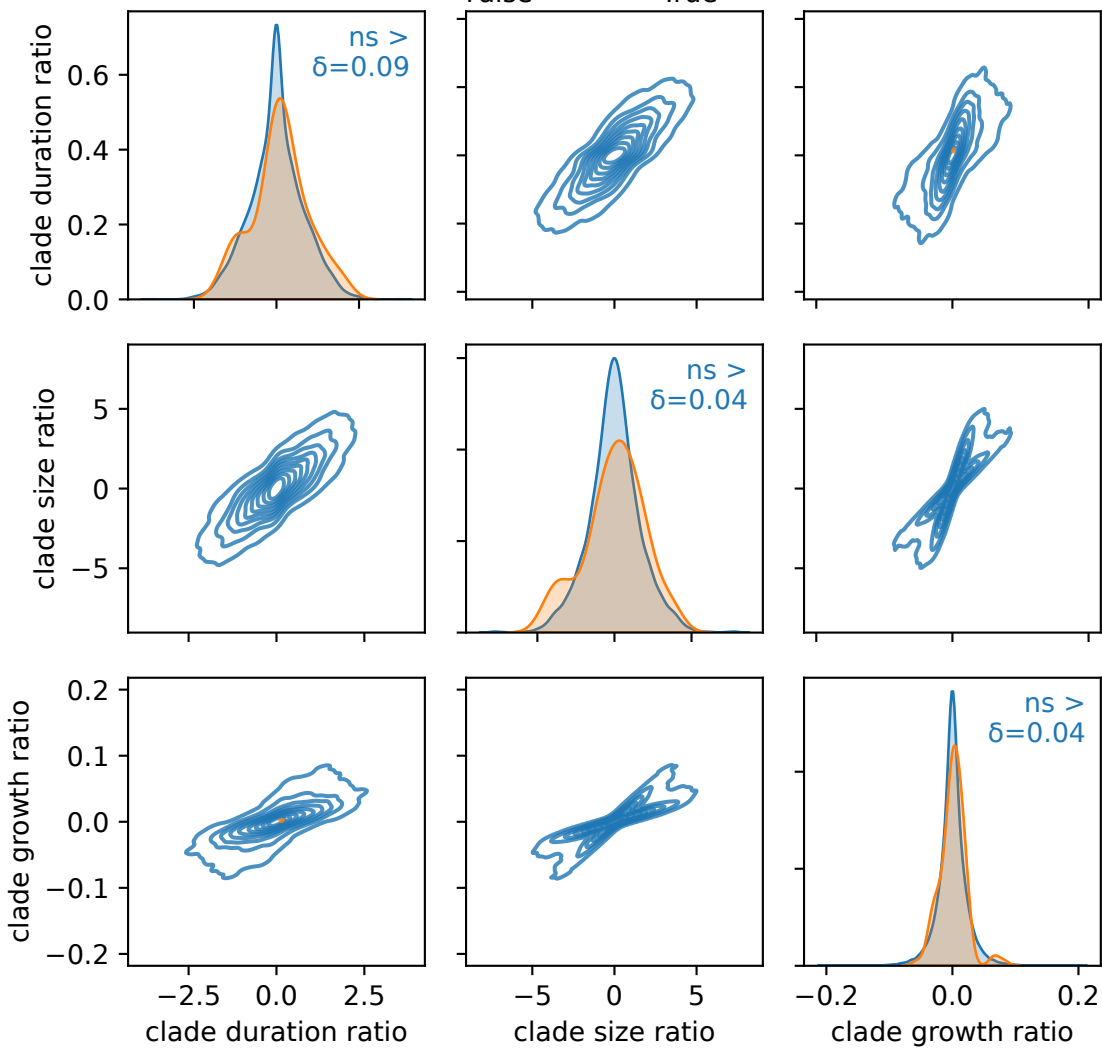 False True
clade duration ratio
0.6
0.4
0.2
0.0
ns >
δ=0.09
clade size ratio
5
0
−5
ns >
δ=0.04
clade growth ratio
0.2
0.1
0.0
−0.1
−0.2
ns >
δ=0.04
−2.5 0.0 2.5
−5 0 5
−0.2 0.0 0.2
clade duration ratio
clade size ratio
clade growth ratio